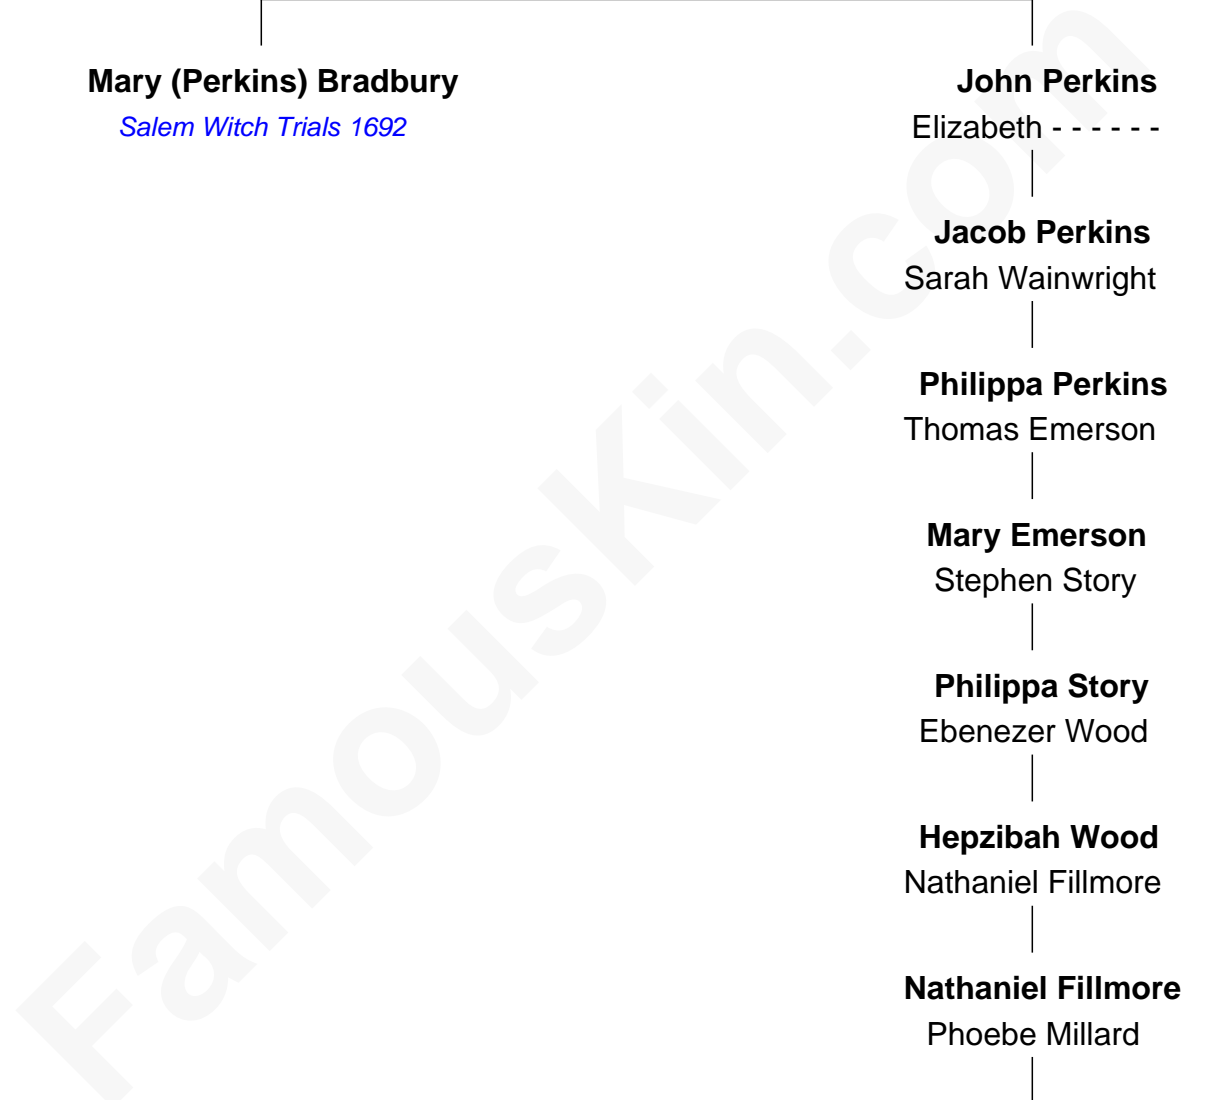 Mary (Perkins) Bradbury
Salem Witch Trials 1692
John Perkins
Elizabeth - - - - - -
Jacob Perkins
Sarah Wainwright
Philippa Perkins
Thomas Emerson
Mary Emerson
Stephen Story
Philippa Story
Ebenezer Wood
Hepzibah Wood
Nathaniel Fillmore
Nathaniel Fillmore
Phoebe Millard
FamousKin.com